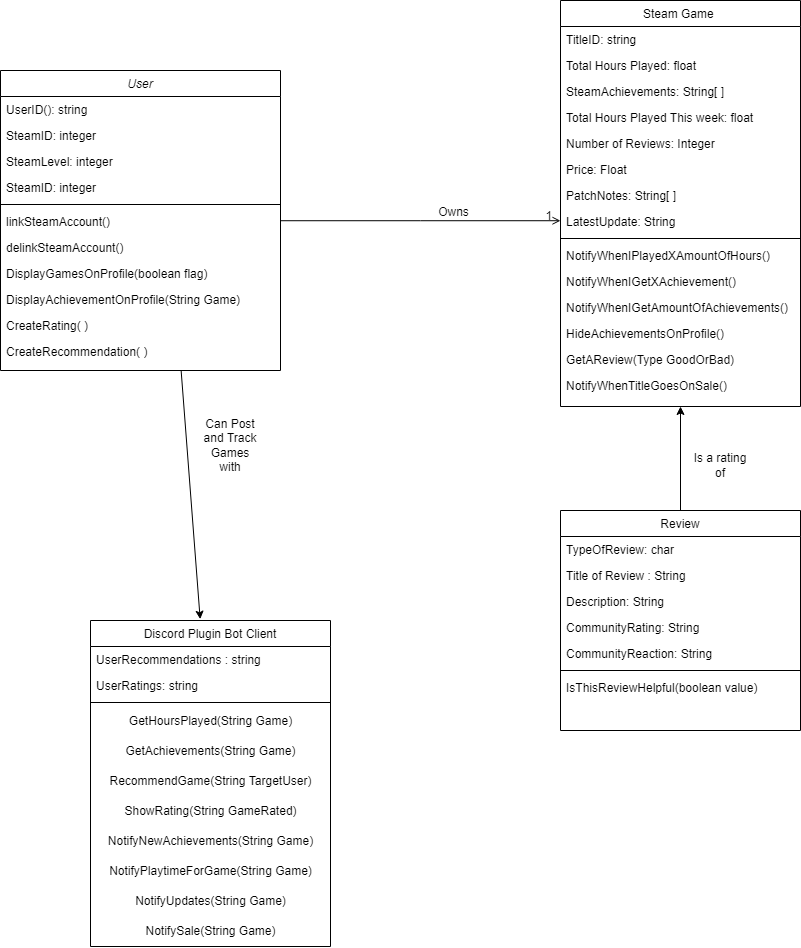 Steam Game
TitleID: string
Total Hours Played: float
SteamAchievements: String[ ]
Total Hours Played This week: float
Number of Reviews: Integer
Price: Float
PatchNotes: String[ ]
LatestUpdate: String
NotifyWhenIPlayedXAmountOfHours()
NotifyWhenIGetXAchievement()
NotifyWhenIGetAmountOfAchievements()
HideAchievementsOnProfile()
GetAReview(Type GoodOrBad)
NotifyWhenTitleGoesOnSale()
User
UserID(): string
SteamID: integer
SteamLevel: integer
SteamID: integer
linkSteamAccount()
delinkSteamAccount()
DisplayGamesOnProfile(boolean flag)
DisplayAchievementOnProfile(String Game)
CreateRating( )
CreateRecommendation( )
Owns
1
Can Post
and Track
Games
with
Is a rating
of
Review
TypeOfReview: char
Title of Review : String
Description: String
CommunityRating: String
CommunityReaction: String
IsThisReviewHelpful(boolean value)
Discord Plugin Bot Client
UserRecommendations : string
UserRatings: string
GetHoursPlayed(String Game)
GetAchievements(String Game)
RecommendGame(String TargetUser)
ShowRating(String GameRated)
NotifyNewAchievements(String Game)
NotifyPlaytimeForGame(String Game)
NotifyUpdates(String Game)
NotifySale(String Game)